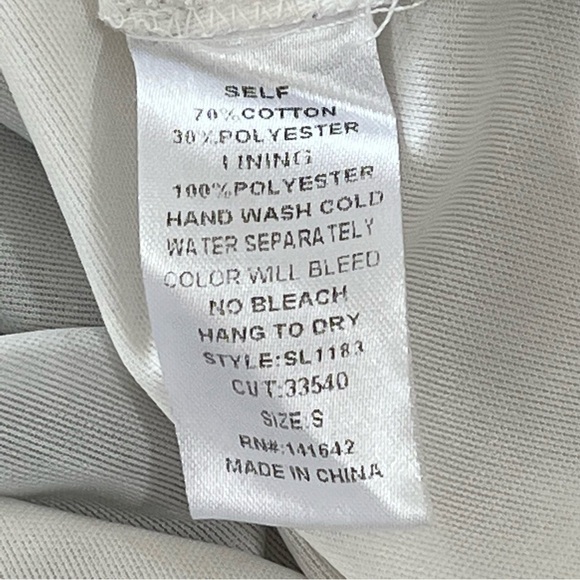 SELF
70%COTTON
30%POLYESTER
LINING
100%POLYESTER
HAND WASH COLD
WATER SEPARATELY
COLOR WILL BLEED
NO BLEACH
HANG TO DRY
STYLE:SL1183
CUT:33540
SIZE:S
RN#:141642
MADE IN CHINA